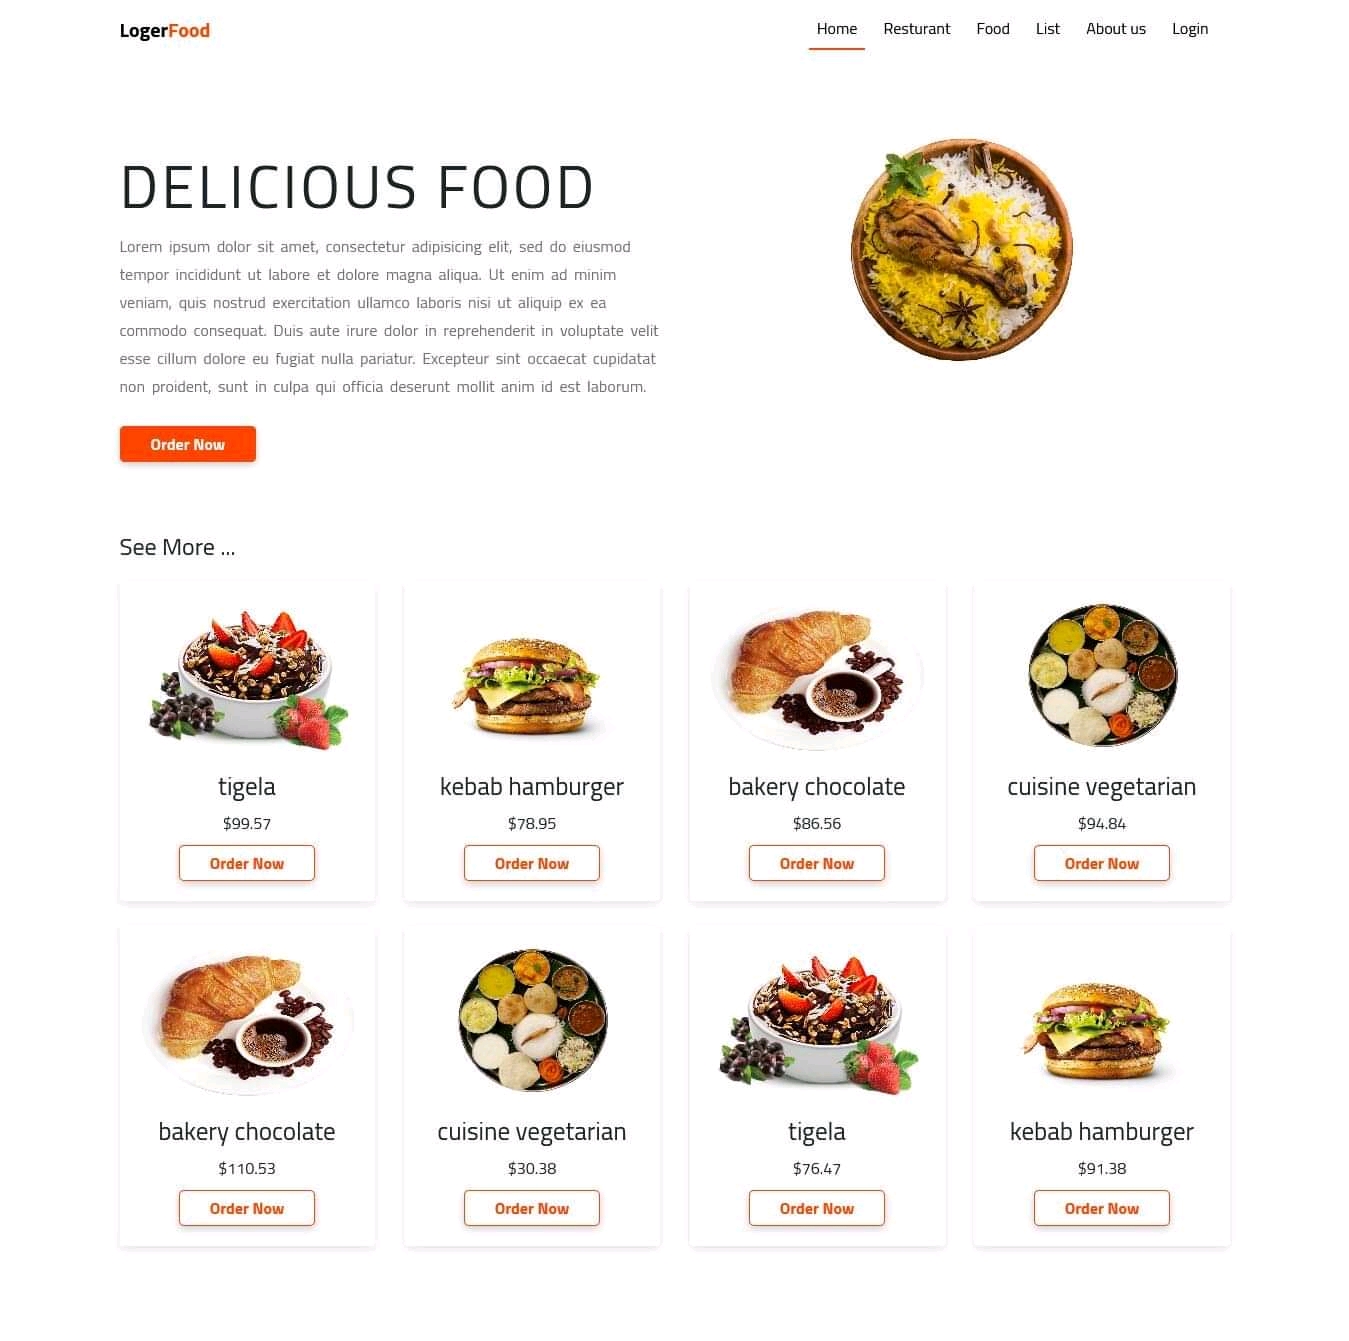 LogerFood
Home Resturant Food List About us Login
DELICIOUS FOOD
Lorem ipsum dolor sit amet, consectetur adipisicing elit, sed do eiusmod
tempor incididunt ut labore et dolore magna aliqua. Ut enim ad minim
veniam, quis nostrud exercitation ullamco laboris nisi ut aliquip ex ea
commodo consequat. Duis aute irure dolor in reprehenderit in voluptate velit
esse cillum dolore eu fugiat nulla pariatur. Excepteur sint occaecat cupidatat
non proident, sunt in culpa qui officia deserunt mollit anim id est laborum.
Order Now
See More ...
tigela
$99.57
Order Now
kebab hamburger
$78.95
Order Now
bakery chocolate
$86.56
Order Now
cuisine vegetarian
$94.84
Order Now
bakery chocolate
$110.53
Order Now
cuisine vegetarian
$30.38
Order Now
tigela
$76.47
Order Now
kebab hamburger
$91.38
Order Now